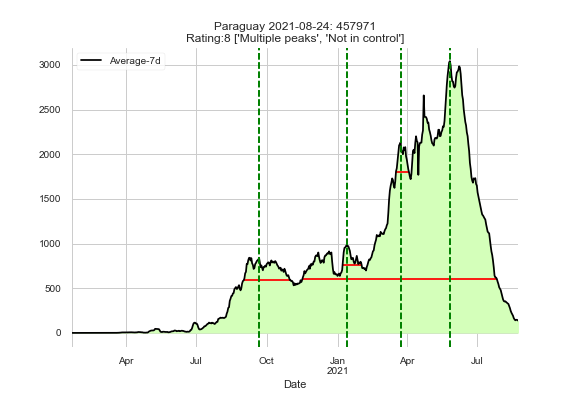 Paraguay 2021-08-24: 457971
Rating:8 ['Multiple peaks', 'Not in control']
Average-7d
3000
2500
2000
1500
1000
500
0
Apr
Jul
Oct
Jan
2021
Apr
Jul
Date